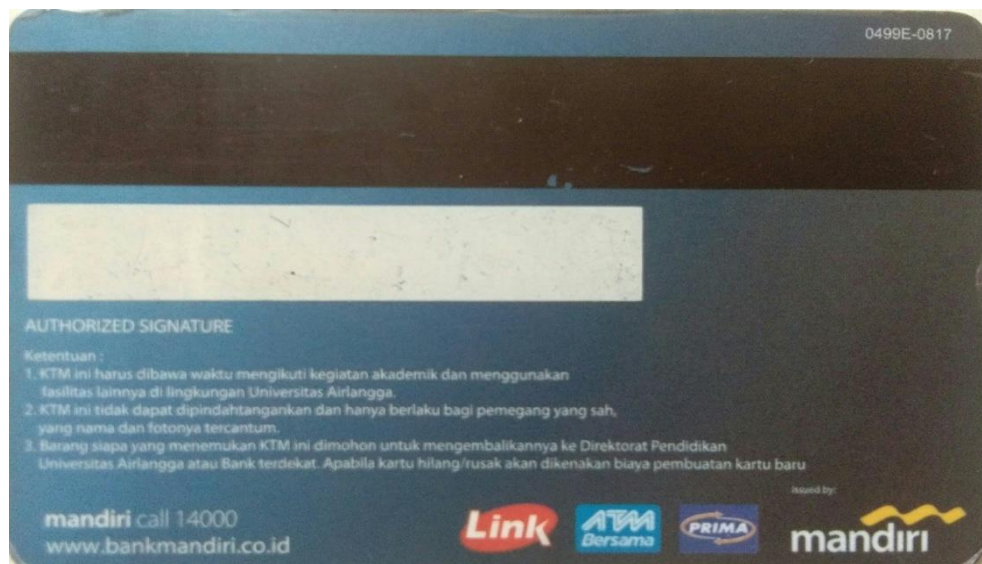 0499E-0817
AUTHORIZED SIGNATURE
Ketentuan :
1. KTM ini harus dibawa waktu mengikuti kegiatan akademik dan menggunakan
fasilitas lainnya di lingkungan Universitas Airlangga.
2. KTM ini tidak dapat dipindahtangankan dan hanya berlaku bagi pemegang yang sah,
yang nama dan fotonya tercantum.
3. Barang siapa yang menemukan KTM ini dimohon untuk mengembalikannya ke Direktorat Pendidikan
Universitas Airlangga atau Bank terdekat. Apabila kartu hilang/rusak akan dikenakan biaya pembuatan kartu baru
issued by:
mandiri call 14000
www.bankmandiri.co.id
Link
ATM
Bersama
PRIMA
mandiri